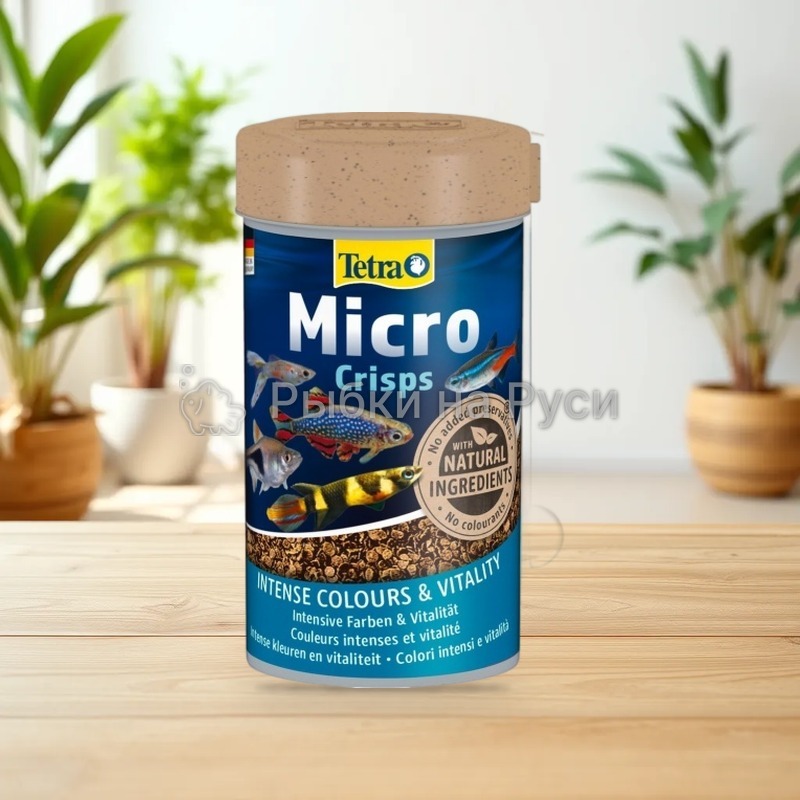 Tetra
Micro
Crisps
Рыбки на Руси
No added preservatives
WITH
NATURAL
INGREDIENTS
No colourants
INTENSE COLOURS & VITALITY
Intensive Farben & Vitalität
Couleurs intenses et vitalité
Intense kleuren en vitaliteit • Colori intensi e vitalità